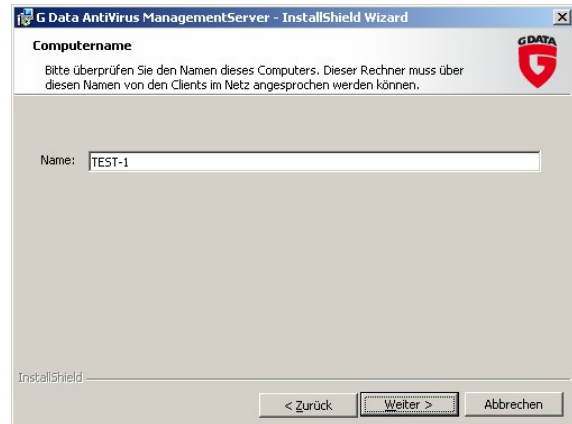 G Data AntiVirus ManagementServer - InstallShield Wizard
Computername
G DATA
Bitte überprüfen Sie den Namen dieses Computers. Dieser Rechner muss über
diesen Namen von den Clients im Netz angesprochen werden können.
Name: TEST-1
InstallShield
< Zurück Weiter > Abbrechen